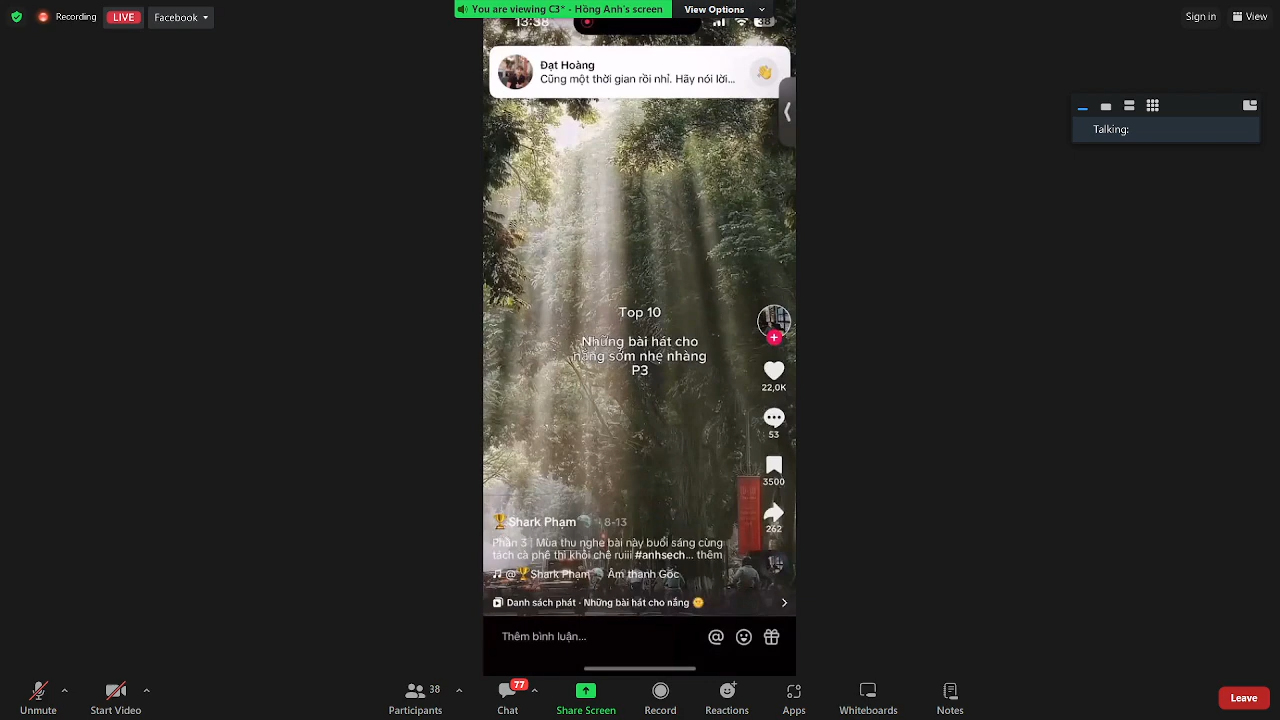 Recording
LIVE
Facebook
You are viewing C3* - Hồng Anh's screen
View Options
Sign in
View
13:38
38
Đạt Hoàng
Cũng một thời gian rồi nhỉ. Hãy nói lời...
Talking:
Top 10
Những bài hát cho
nắng sớm nhẹ nhàng
P3
22,0K
53
3500
262
Shark Phạm · 8-13
Phần 3 | Mùa thu nghe bài này buổi sáng cùng
tách cà phê thì khỏi chê ruiii #anhsech... thêm
@🏆Shark Phạm Âm thanh Gốc
Danh sách phát - Những bài hát cho nắng
Thêm bình luận...
Unmute
Start Video
Participants
38
77
Chat
Share Screen
Record
Reactions
Apps
Whiteboards
Notes
Leave